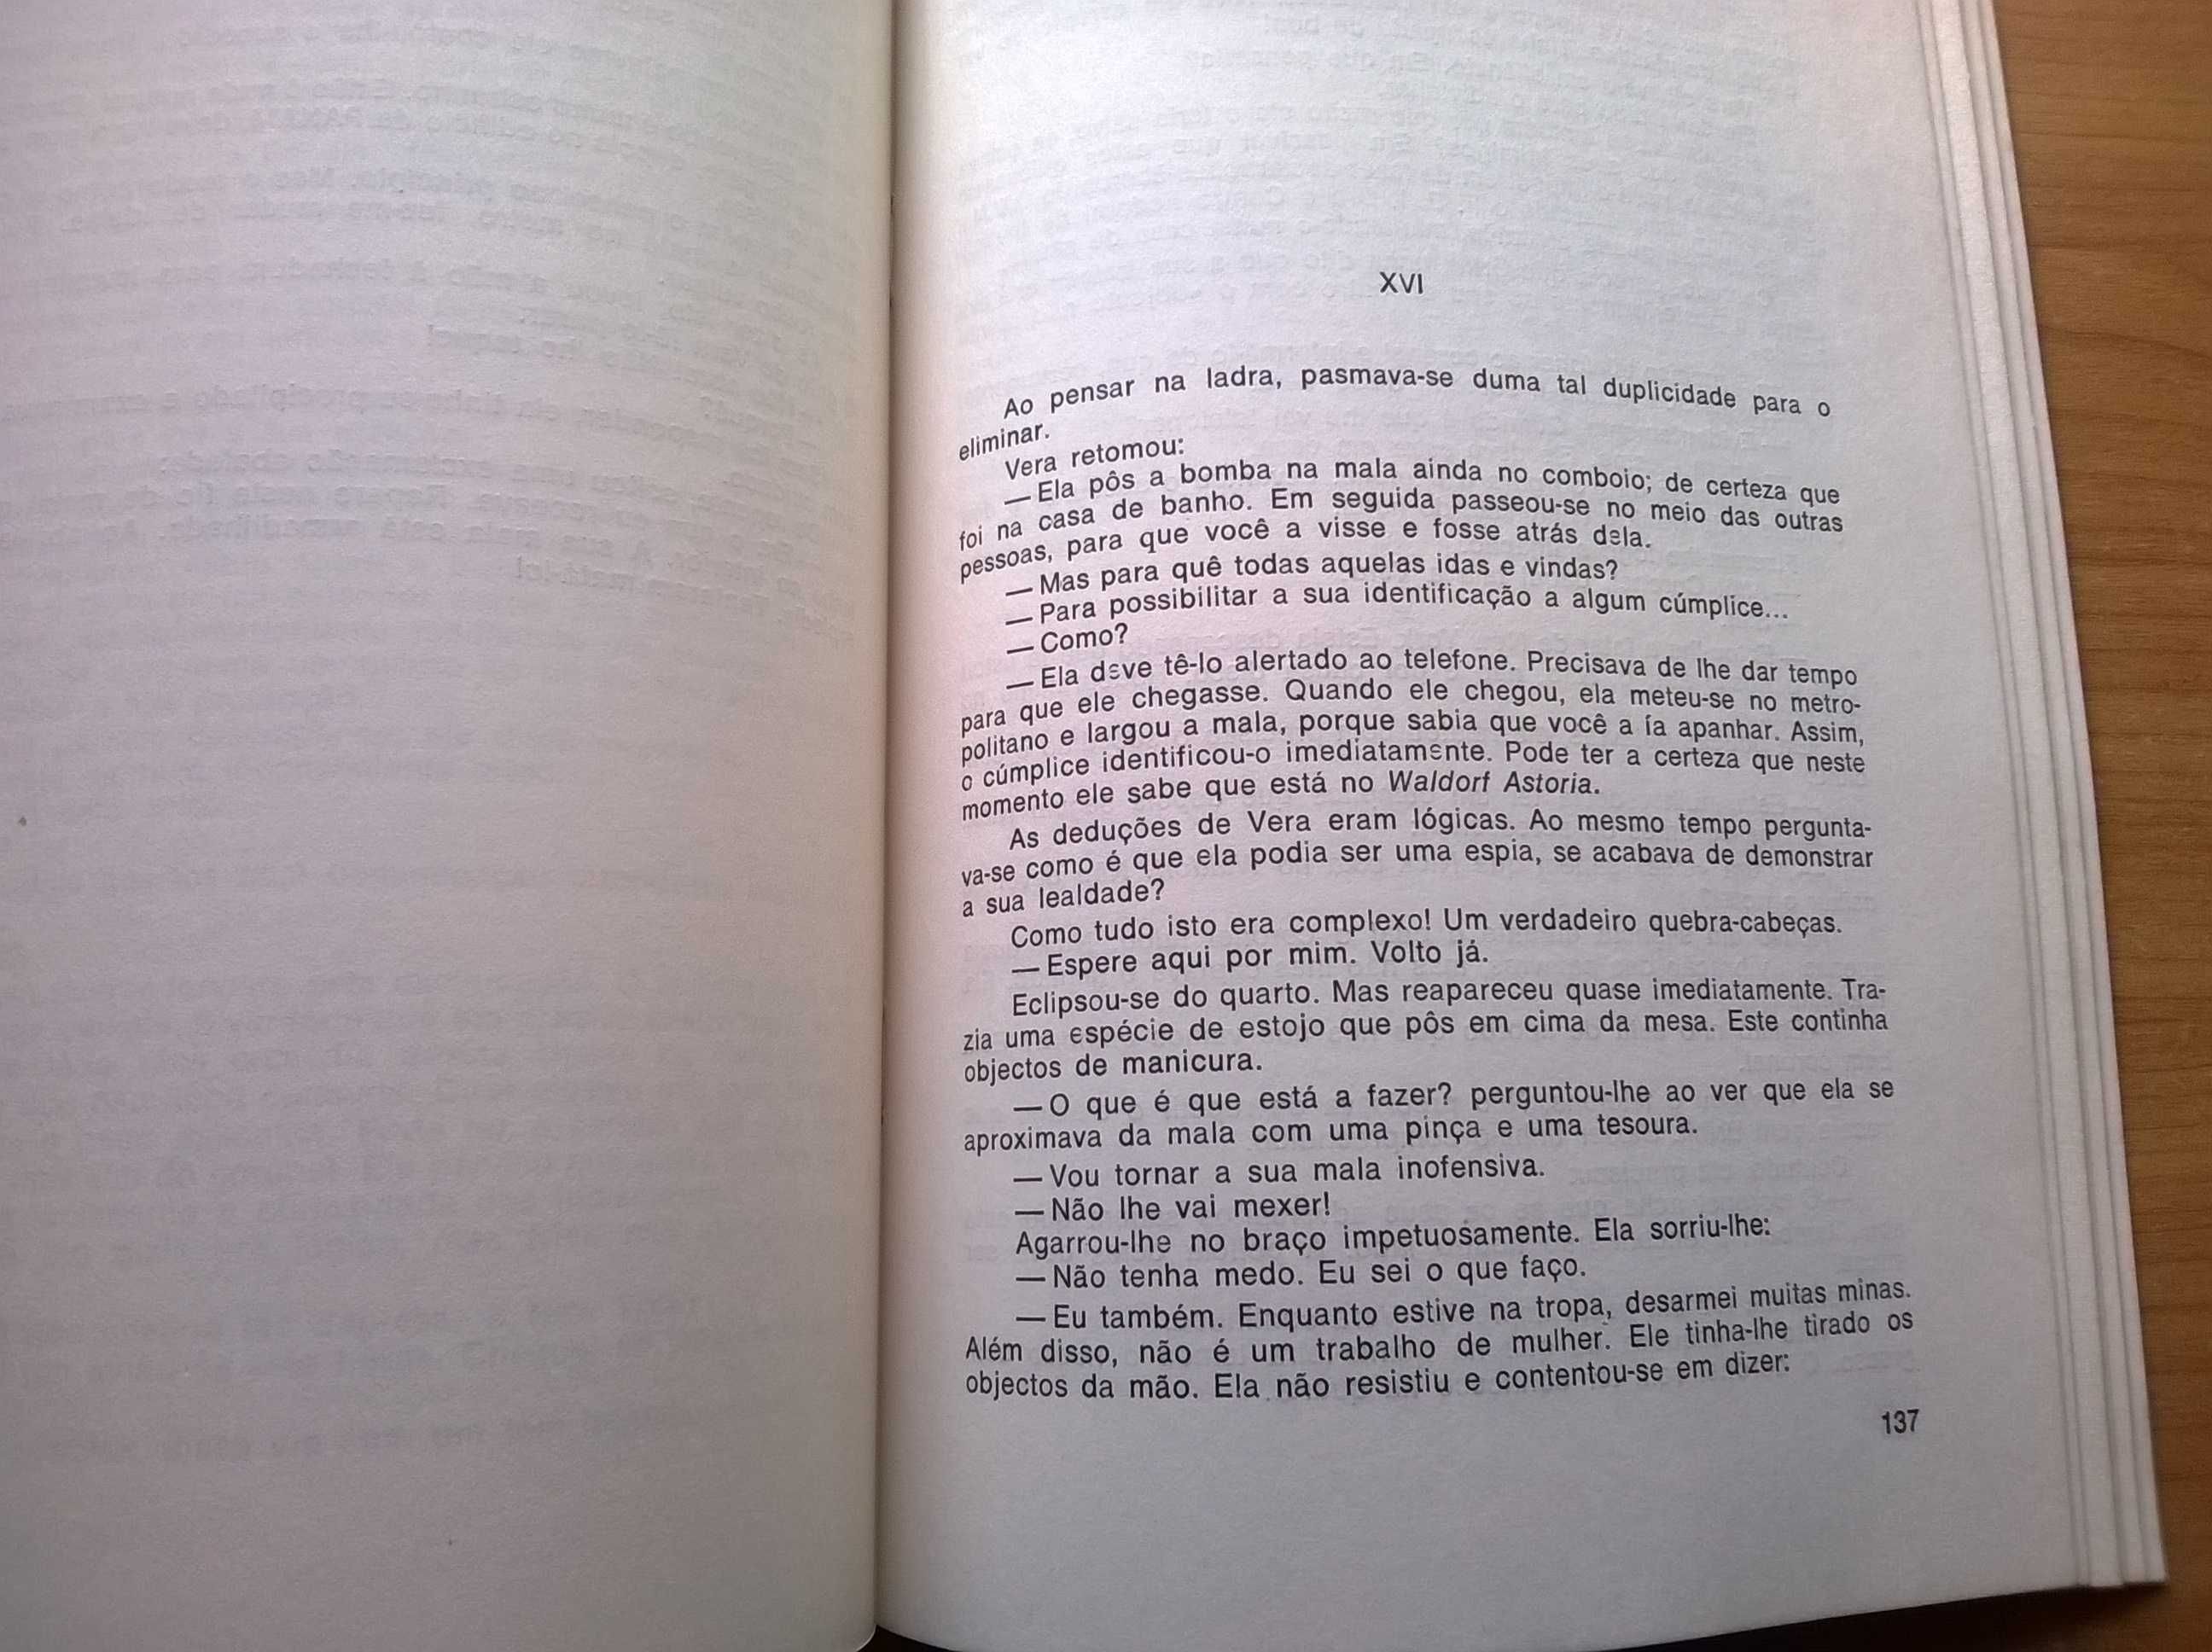 XVI
Ao pensar na ladra, pasmava-se duma tal duplicidade para o
eliminar.
Vera retomou:
— Ela pôs a bomba na mala ainda no comboio; de certeza que
foi na casa de banho. Em seguida passeou-se no meio das outras
pessoas, para que você a visse e fosse atrás dela.
— Mas para quê todas aquelas idas e vindas?
— Para possibilitar a sua identificação a algum cúmplice...
— Como?
— Ela deve tê-lo alertado ao telefone. Precisava de lhe dar tempo
para que ele chegasse. Quando ele chegou, ela meteu-se no metro-
politano e largou a mala, porque sabia que você a ía apanhar. Assim,
o cúmplice identificou-o imediatamente. Pode ter a certeza que neste
momento ele sabe que está no Waldorf Astoria.
As deduções de Vera eram lógicas. Ao mesmo tempo pergunta-
va-se como é que ela podia ser uma espia, se acabava de demonstrar
a sua lealdade?
Como tudo isto era complexo! Um verdadeiro quebra-cabeças.
— Espere aqui por mim. Volto já.
Eclipsou-se do quarto. Mas reapareceu quase imediatamente. Tra-
zia uma espécie de estojo que pôs em cima da mesa. Este continha
objectos de manicura.
— O que é que está a fazer? perguntou-lhe ao ver que ela se
aproximava da mala com uma pinça e uma tesoura.
— Vou tornar a sua mala inofensiva.
— Não lhe vai mexer!
Agarrou-lhe no braço impetuosamente. Ela sorriu-lhe:
— Não tenha medo. Eu sei o que faço.
— Eu também. Enquanto estive na tropa, desarmei muitas minas.
Além disso, não é um trabalho de mulher. Ele tinha-lhe tirado os
objectos da mão. Ela não resistiu e contentou-se em dizer:
137